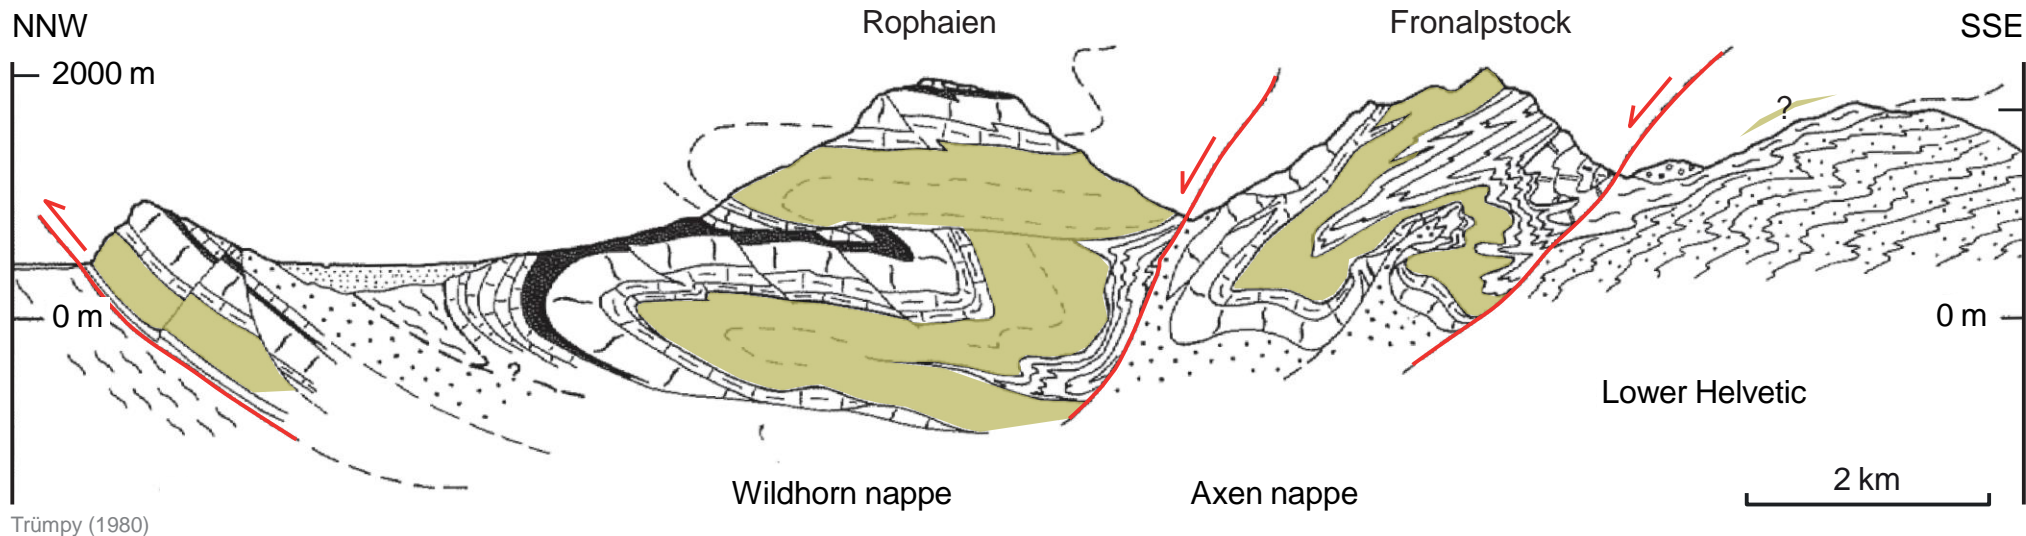 NNW
Rophaien
Fronalpstock
SSE
2000 m
?
0 m
0 m
?
Lower Helvetic
2 km
Wildhorn nappe
Axen nappe
Trümpy (1980)